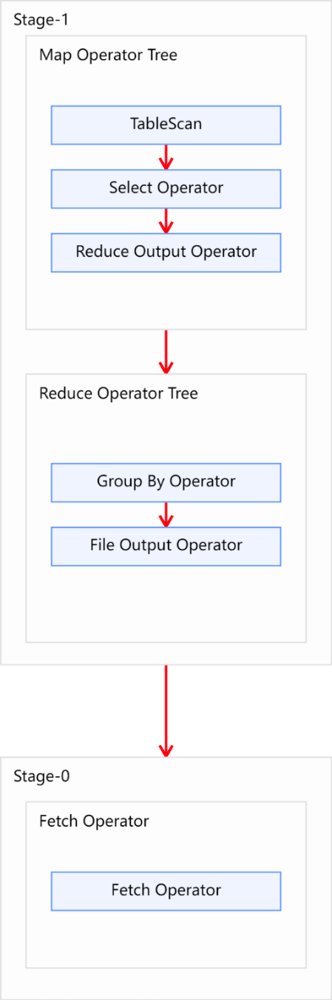 Stage-1
Map Operator Tree
TableScan
Select Operator
Reduce Output Operator
Reduce Operator Tree
Group By Operator
File Output Operator
Stage-0
Fetch Operator
Fetch Operator